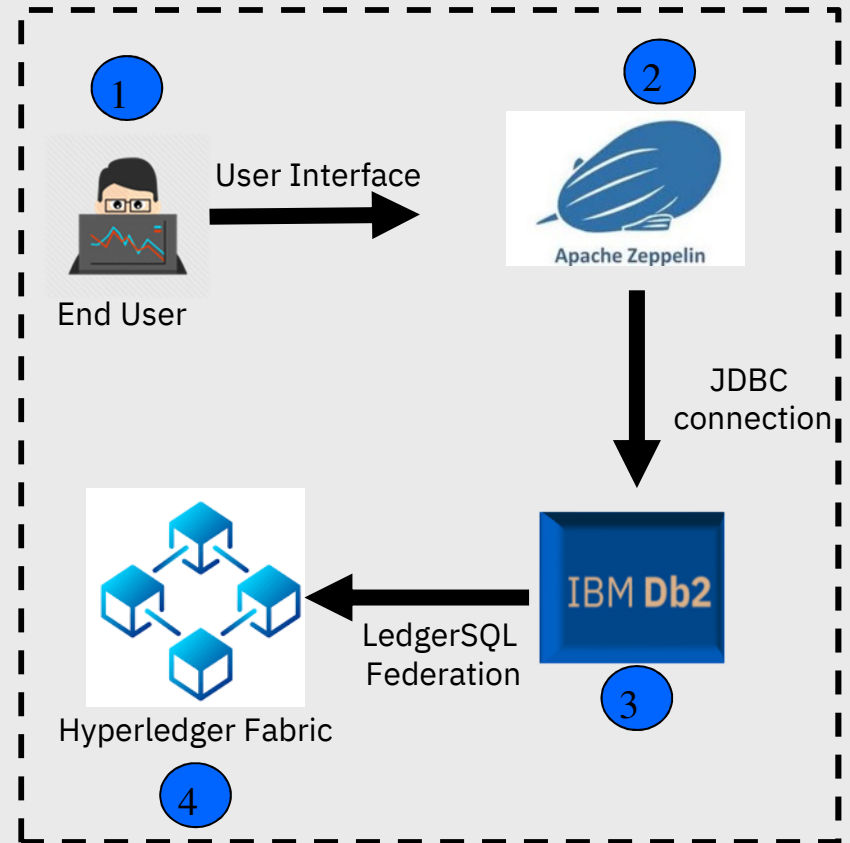 1
2
User Interface
Apache Zeppelin
End User
JDBC
connection
IBM Db2
LedgerSQL
Federation
3
Hyperledger Fabric
4